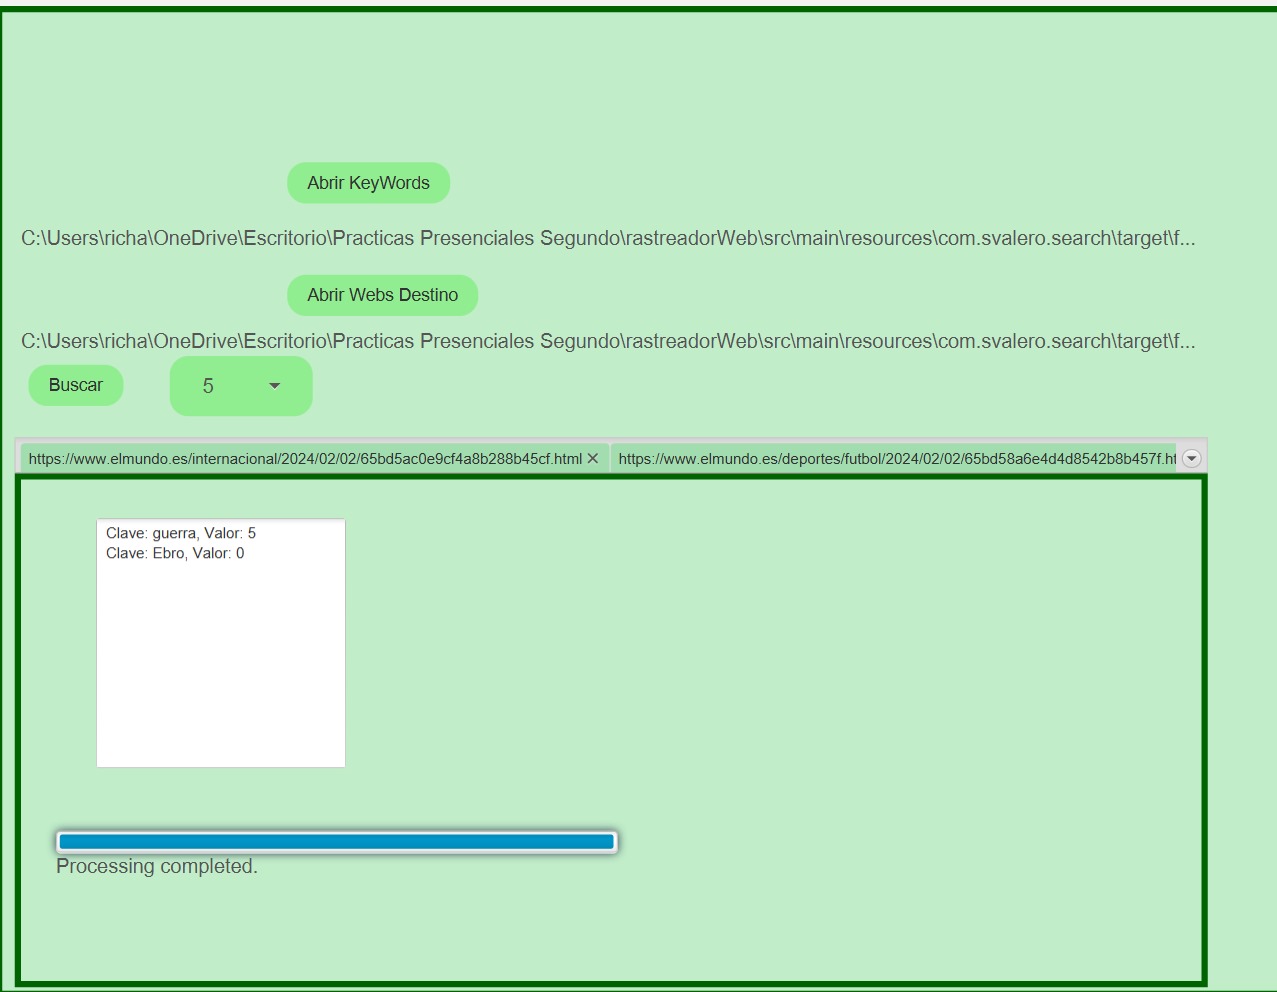 Abrir KeyWords
C:\Users\richa\OneDrive\Escritorio\Practicas Presenciales Segundo\rastreadorWeb\src\main\resources\com.svalero.search\target\f...
Abrir Webs Destino
C:\Users\richa\OneDrive\Escritorio\Practicas Presenciales Segundo\rastreadorWeb\src\main\resources\com.svalero.search\target\f...
Buscar 5
https://www.elmundo.es/internacional/2024/02/02/65bd5ac0e9cf4a8b288b45cf.html https://www.elmundo.es/deportes/futbol/2024/02/02/65bd58a6e4d4d8542b8b457f.ht
Clave: guerra, Valor: 5
Clave: Ebro, Valor: 0
Processing completed.